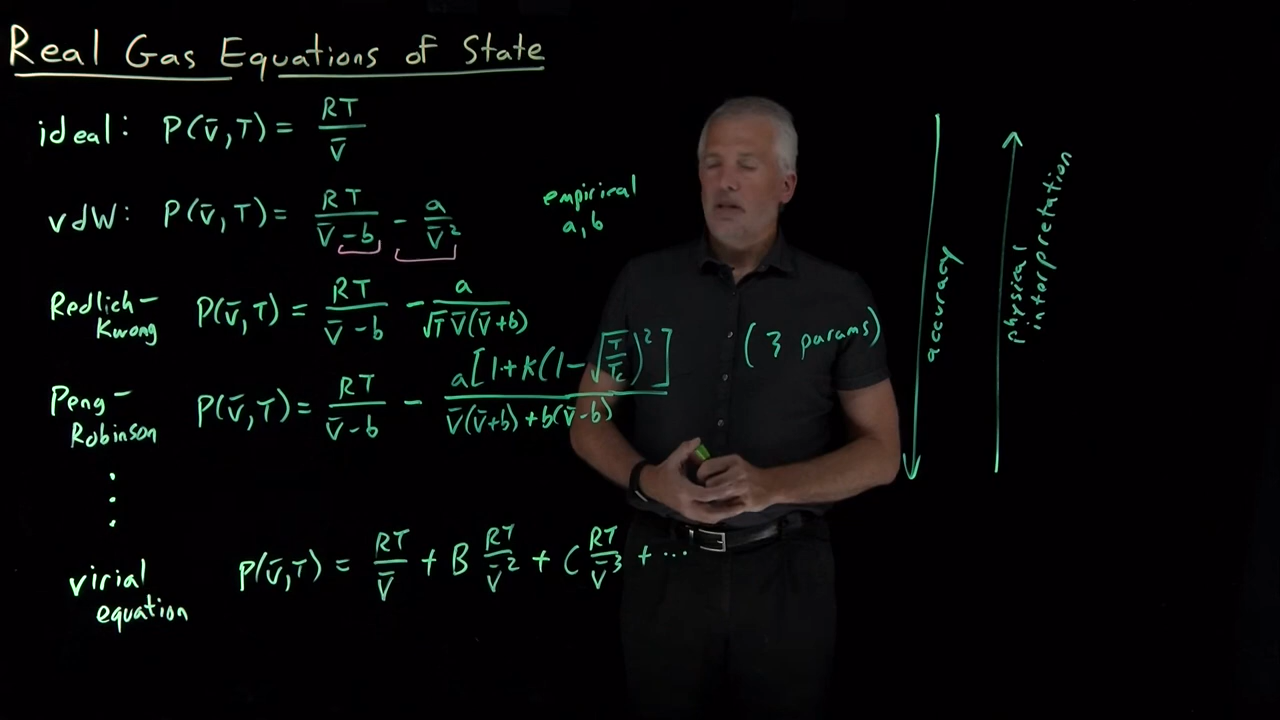 Real Gas Equations of State
ideal: P(v̄,T) = RT / v̄
vdW: P(v̄,T) = RT / (v̄-b) - a / v̄²
empirical
a,b
Redlich-
Kwong
P(v̄,T) = RT / (v̄-b) - a / (√T v̄(v̄+b))
Peng-
Robinson
P(v̄,T) = RT / (v̄-b) - a[1+k(1-√(T/Tc))²] / (v̄(v̄+b)+b(v̄-b))
(3 params)
⋮
virial
equation
P(v̄,T) = RT / v̄ + B RT / v̄² + C RT / v̄³ + ...
accuracy
physical
interpretation